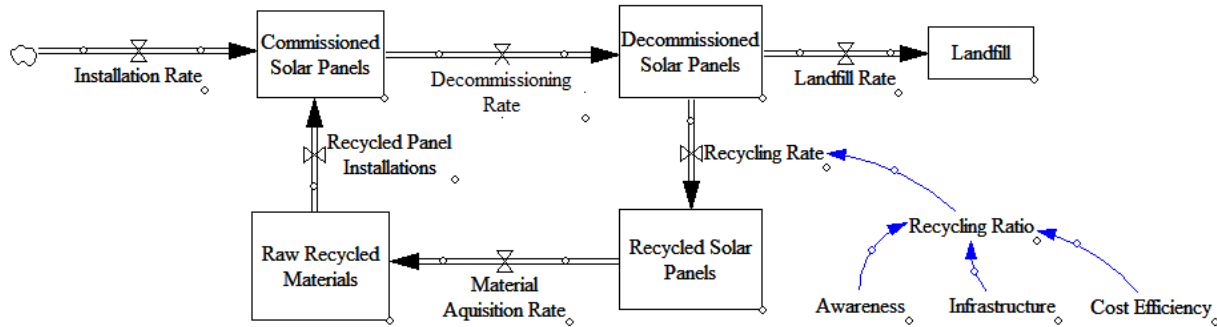 Installation Rate
Commissioned
Solar Panels
Decommissioning
Rate
Decommissioned
Solar Panels
Landfill Rate
Landfill
Recycled Panel
Installations
Recycling Rate
Raw Recycled
Materials
Material
Aquisition Rate
Recycled Solar
Panels
Recycling Ratio
Awareness
Infrastructure
Cost Efficiency